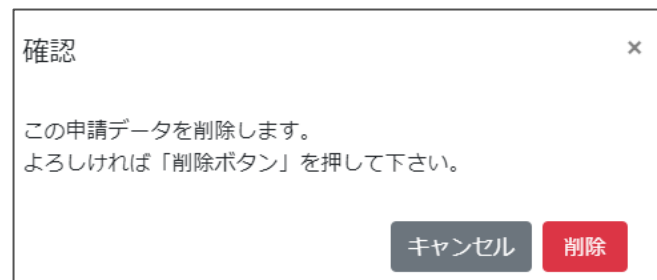 確認 ×
この申請データを削除します。
よろしければ「削除ボタン」を押して下さい。
キャンセル 削除